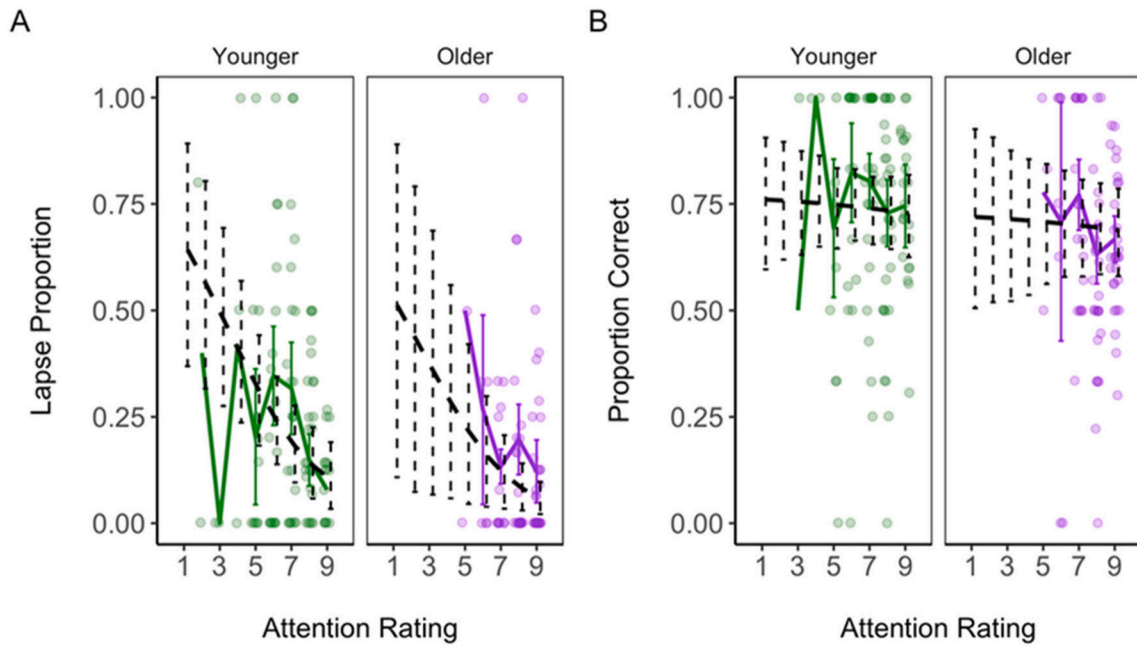 A
Younger
Older
Lapse Proportion
1.00
0.75
0.50
0.25
0.00
1 3 5 7 9
1 3 5 7 9
Attention Rating
B
Younger
Older
Proportion Correct
1.00
0.75
0.50
0.25
0.00
1 3 5 7 9
1 3 5 7 9
Attention Rating